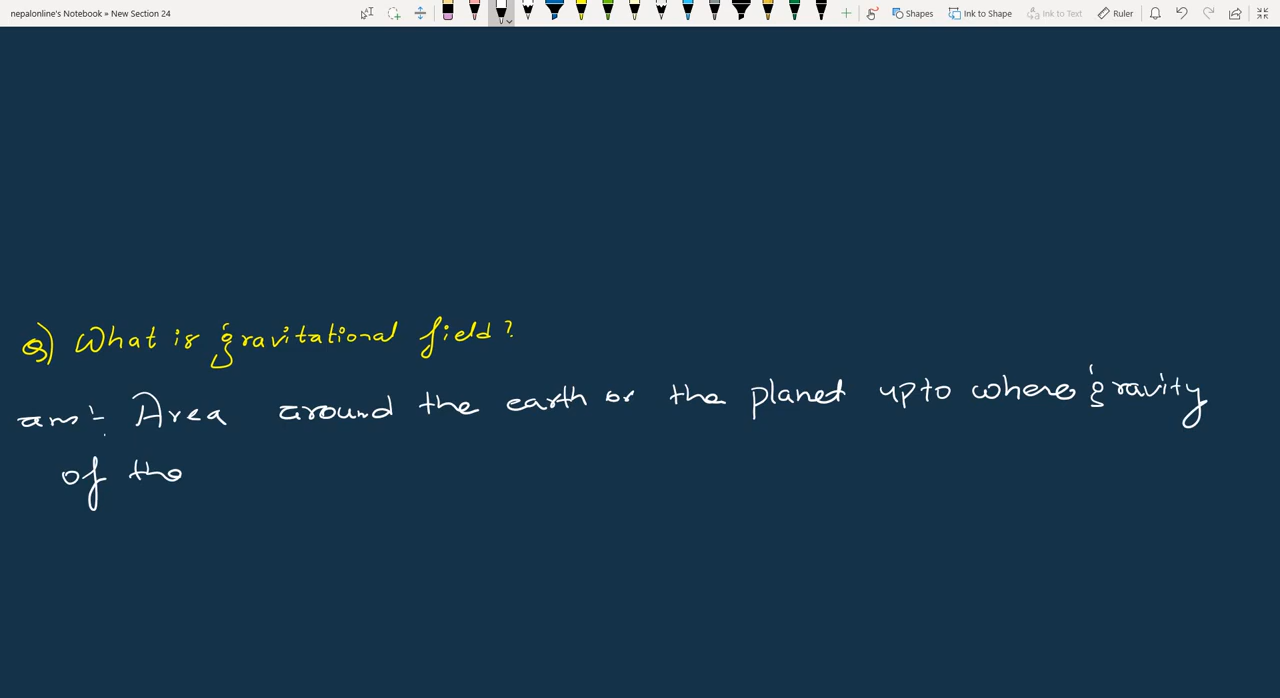 nepalonline's Notebook » New Section 24
Shapes Ink to Shape Ink to Text Ruler
Q) What is gravitational field?
ans:- Area around the earth or the planet upto where gravity
of the